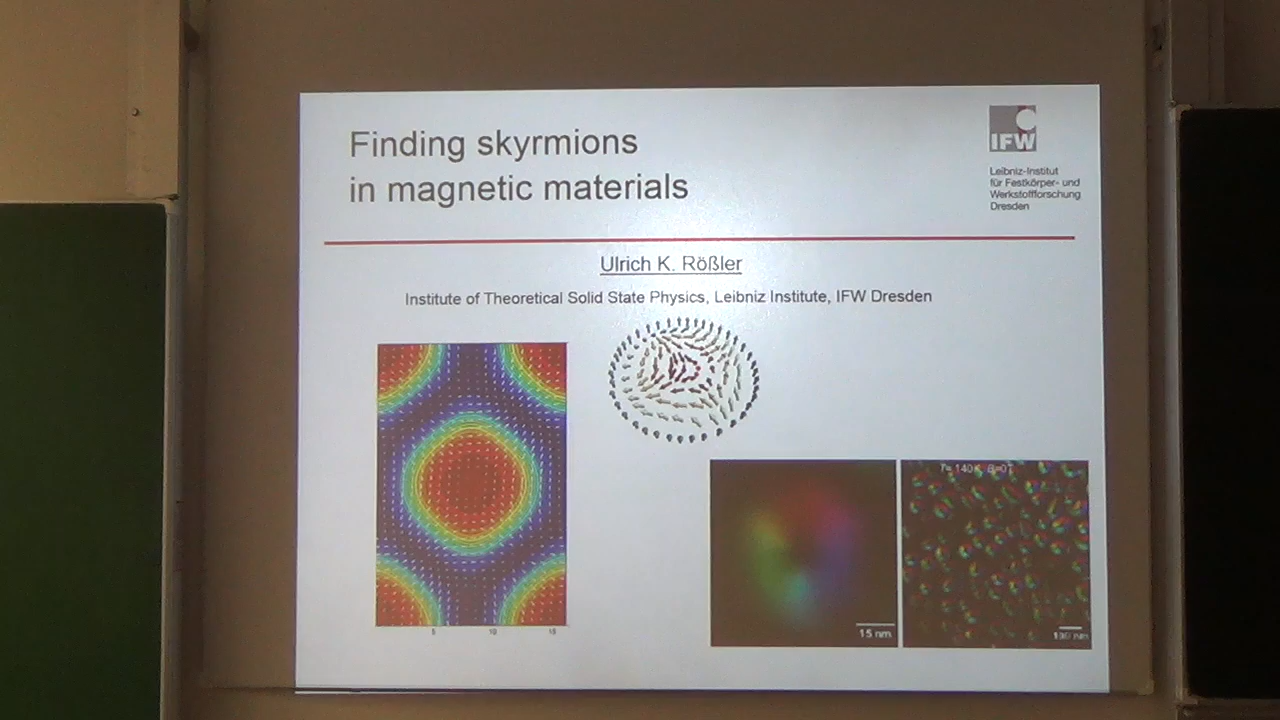 Finding skyrmions
in magnetic materials
IFW
Leibniz-Institut
für Festkörper- und
Werkstoffforschung
Dresden
Ulrich K. Rößler
Institute of Theoretical Solid State Physics, Leibniz Institute, IFW Dresden
T= 140K B=0T
5 10 15
15 nm
100 nm